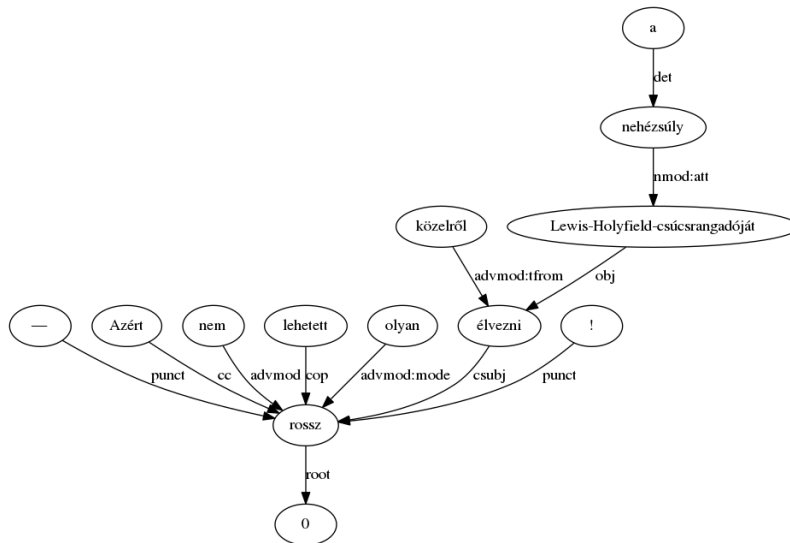 a
det
nehézsúly
nmod:att
közelről
Lewis-Holyfield-csúcsrangadóját
advmod:tfrom
obj
—
Azért
nem
lehetett
olyan
élvezni
!
punct
cc
advmod
cop
advmod:mode
csubj
punct
rossz
root
0